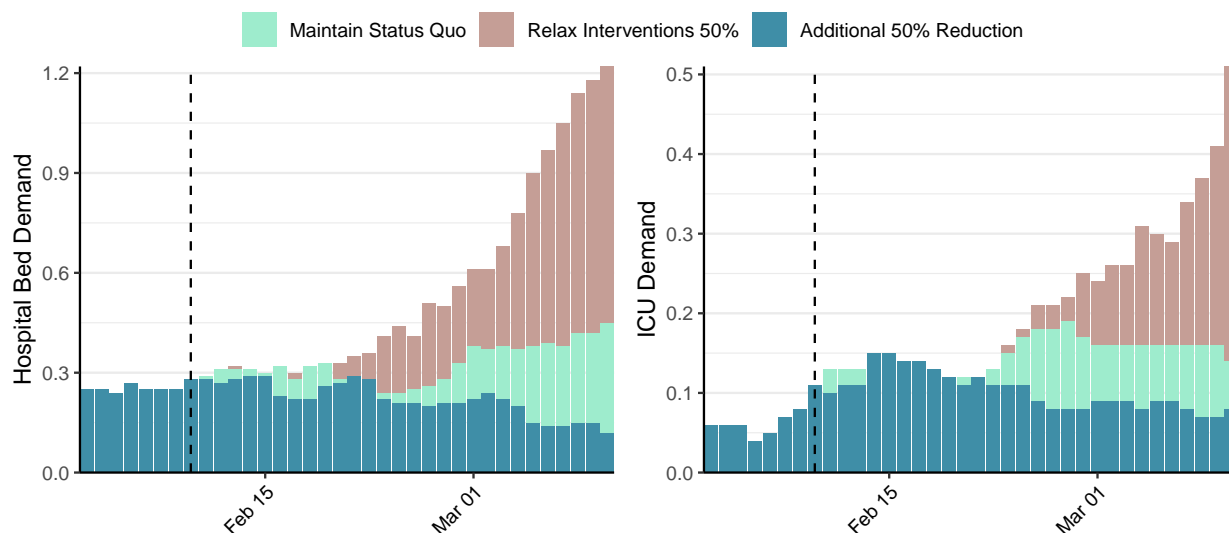 Maintain Status Quo Relax Interventions 50% Additional 50% Reduction
Hospital Bed Demand
1.2
0.9
0.6
0.3
0.0
Feb 15
Mar 01
ICU Demand
0.5
0.4
0.3
0.2
0.1
0.0
Feb 15
Mar 01